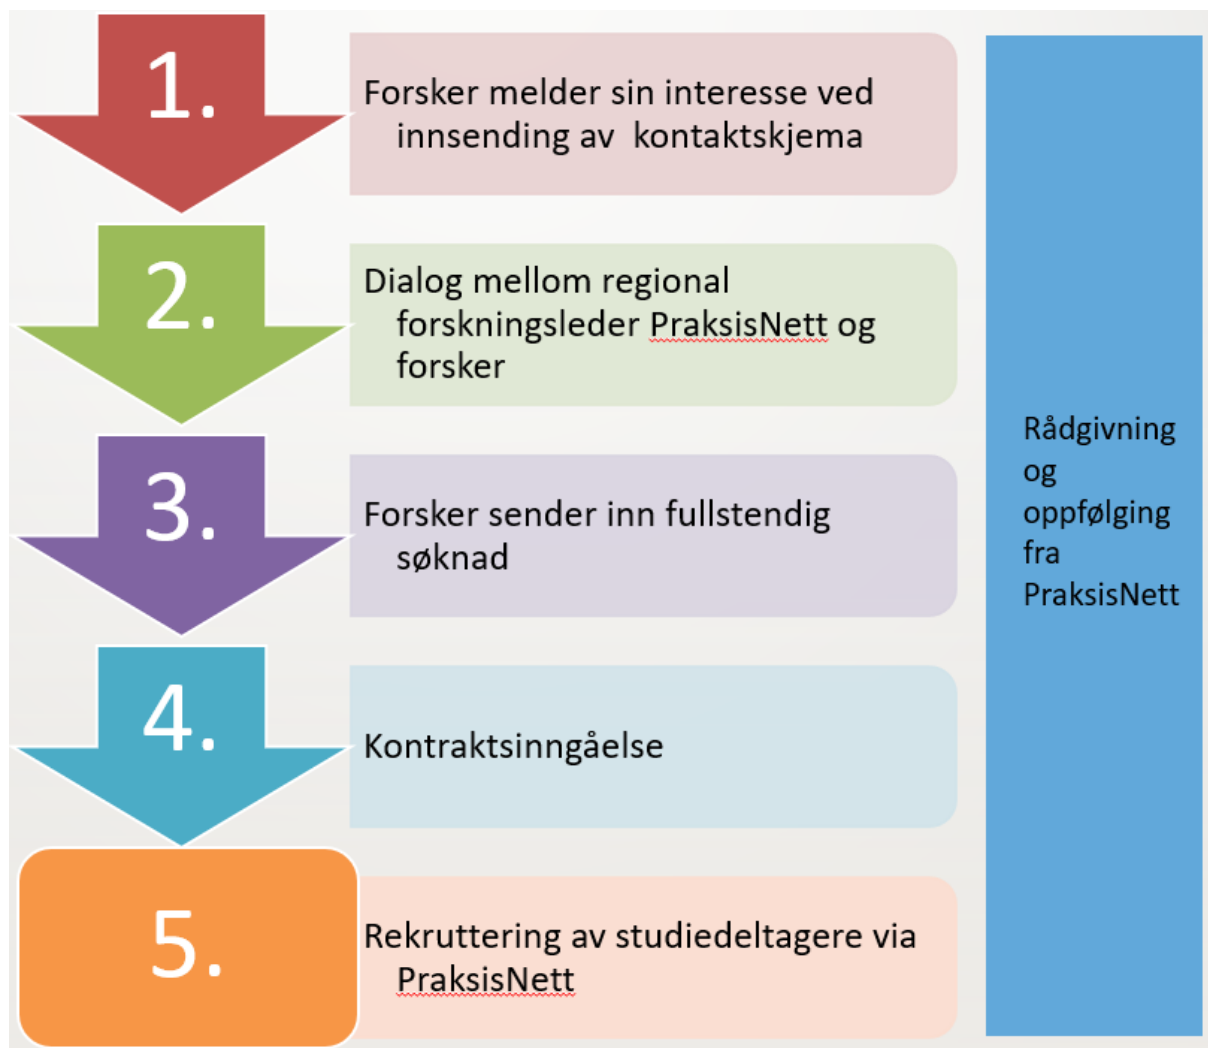 1.
Forsker melder sin interesse ved
innsending av  kontaktskjema
2.
Dialog mellom regional
forskningsleder PraksisNett og
forsker
3.
Forsker sender inn fullstendig
søknad
4.
Kontraktsinngåelse
5.
Rekruttering av studiedeltagere via
PraksisNett
Rådgivning
og
oppfølging
fra
PraksisNett